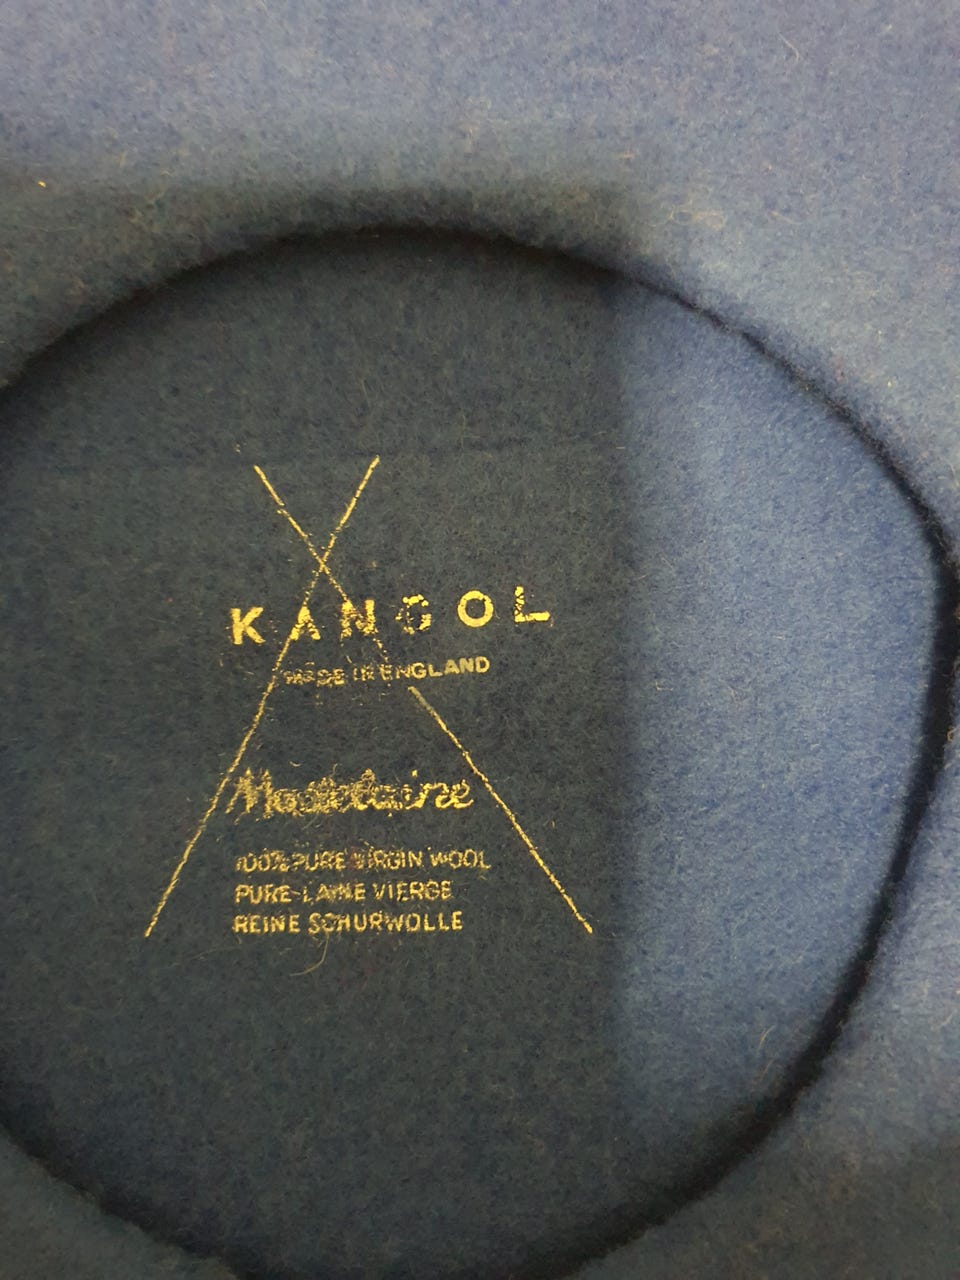 KANGOL
MADE IN ENGLAND
Modelaine
100% PURE VIRGIN WOOL
PURE-LAINE VIERGE
REINE SCHURWOLLE